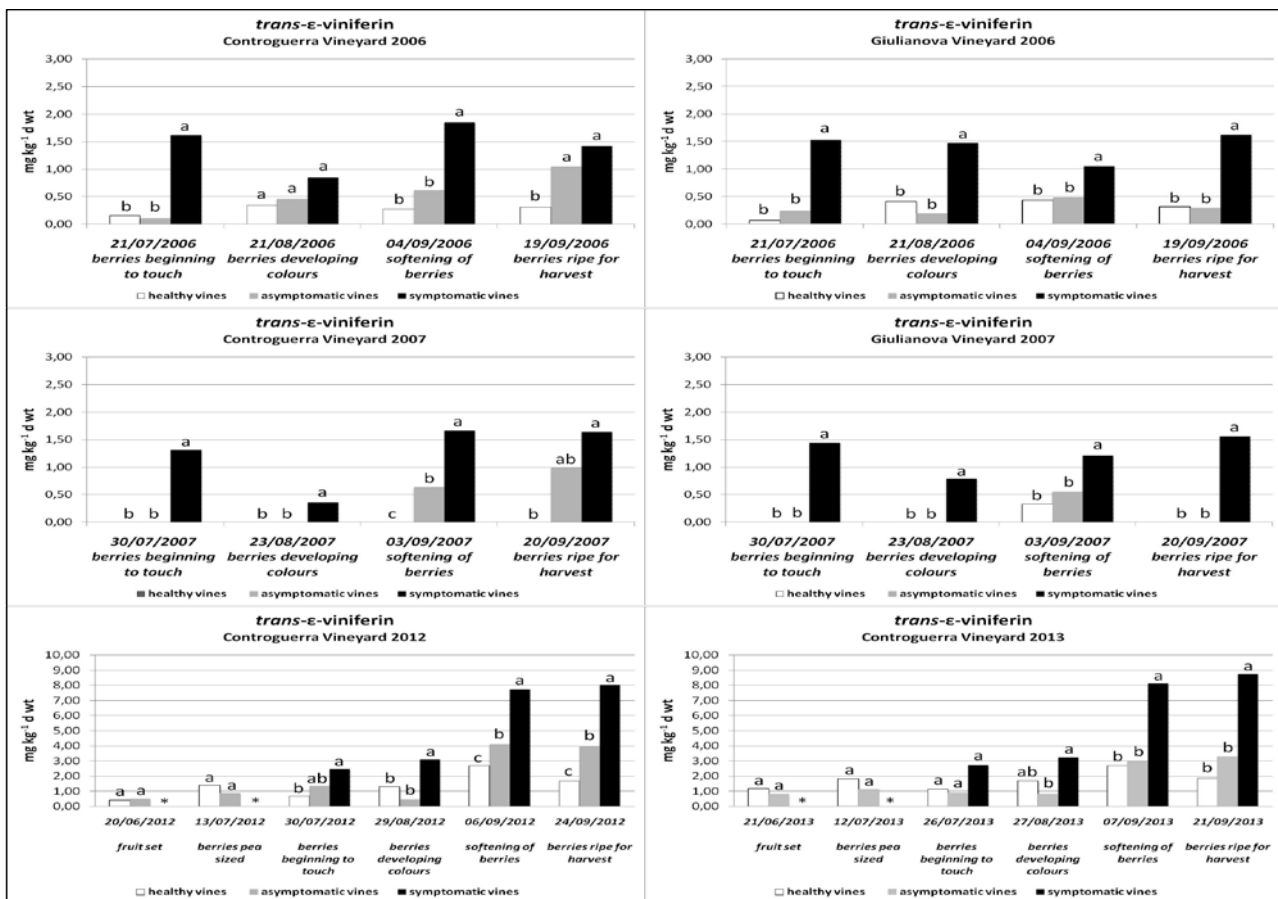 trans-ε-viniferin
Controguerra Vineyard 2006
3,00
2,50
2,00
1,50
1,00
0,50
0,00
mg kg⁻¹ d wt
b b a
a a a
b b a
b a a
21/07/2006 21/08/2006 04/09/2006 19/09/2006
berries beginning berries developing softening of berries ripe for
to touch colours berries harvest
healthy vines asymptomatic vines symptomatic vines
trans-ε-viniferin
Giulianova Vineyard 2006
3,00
2,50
2,00
1,50
1,00
0,50
0,00
mg kg⁻¹ d wt
b b a
b b a
b b a
b b a
21/07/2006 21/08/2006 04/09/2006 19/09/2006
berries beginning berries developing softening of berries ripe for
to touch colours berries harvest
healthy vines asymptomatic vines symptomatic vines
trans-ε-viniferin
Controguerra Vineyard 2007
3,00
2,50
2,00
1,50
1,00
0,50
0,00
mg kg⁻¹ d wt
b b a
b b a
c b a
b ab a
30/07/2007 23/08/2007 03/09/2007 20/09/2007
berries beginning berries developing softening of berries ripe for
to touch colours berries harvest
healthy vines asymptomatic vines symptomatic vines
trans-ε-viniferin
Giulianova Vineyard 2007
3,00
2,50
2,00
1,50
1,00
0,50
0,00
mg kg⁻¹ d wt
b b a
b b a
b b a
b b a
30/07/2007 23/08/2007 03/09/2007 20/09/2007
berries beginning berries developing softening of berries ripe for
to touch colours berries harvest
healthy vines asymptomatic vines symptomatic vines
trans-ε-viniferin
Controguerra Vineyard 2012
10,00
9,00
8,00
7,00
6,00
5,00
4,00
3,00
2,00
1,00
0,00
mg kg⁻¹ d wt
a a *
a a *
b ab a
b b a
c b a
c b a
20/06/2012 13/07/2012 30/07/2012 29/08/2012 06/09/2012 24/09/2012
fruit set berries pea berries berries softening of berries ripe for
sized beginning to developing berries harvest
touch colours
healthy vines asymptomatic vines symptomatic vines
trans-ε-viniferin
Controguerra Vineyard 2013
10,00
9,00
8,00
7,00
6,00
5,00
4,00
3,00
2,00
1,00
0,00
mg kg⁻¹ d wt
a a *
a a *
a a a
ab b a
b b a
b b a
21/06/2013 12/07/2013 26/07/2013 27/08/2013 07/09/2013 21/09/2013
fruit set berries pea berries berries softening of berries ripe for
sized beginning to developing berries harvest
touch colours
healthy vines asymptomatic vines symptomatic vines